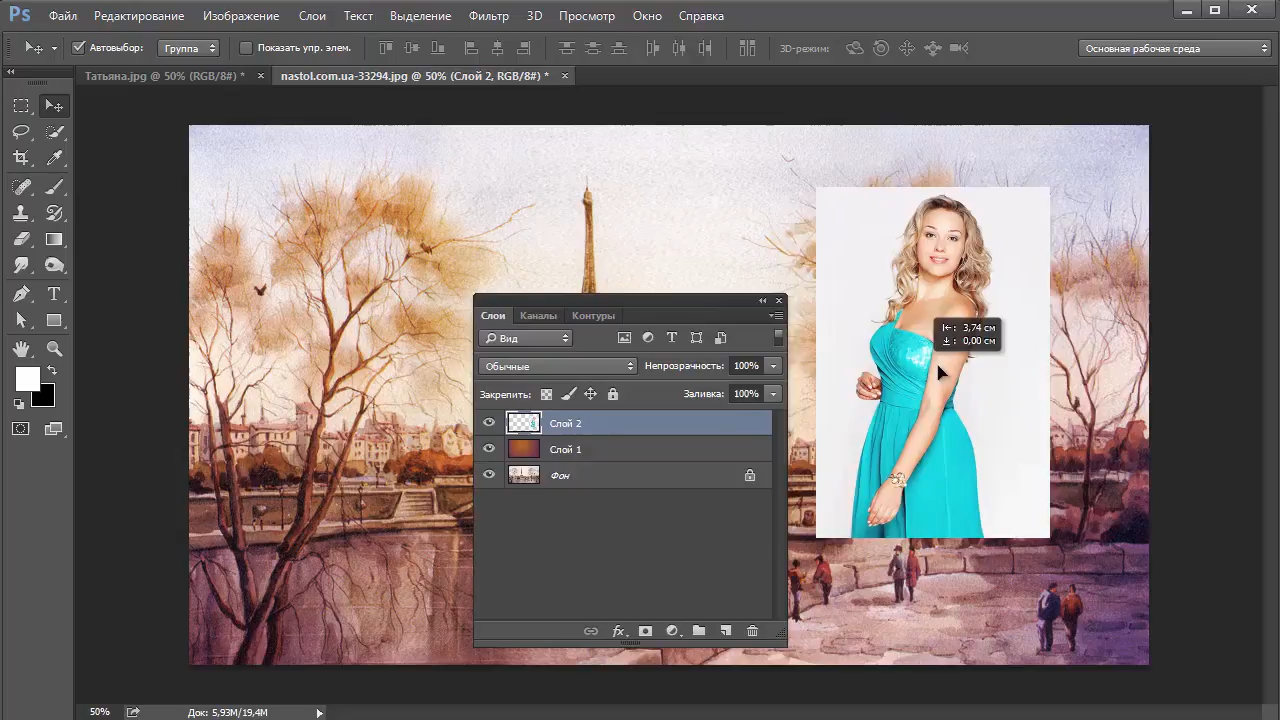 Ps Файл Редактирование Изображение Слои Текст Выделение Фильтр 3D Просмотр Окно Справка
Автовыбор: Группа Показать упр. элем. 3D-режим: Основная рабочая среда
Татьяна.jpg @ 50% (RGB/8#) * × nastol.com.ua-33294.jpg @ 50% (Слой 2, RGB/8#) * ×
Слои Каналы Контуры
Вид
Обычные Непрозрачность: 100%
Закрепить: Заливка: 100%
Слой 2
Слой 1
Фон
3,74 см
0,00 см
T
fx
50% Док: 5,93M/19,4M